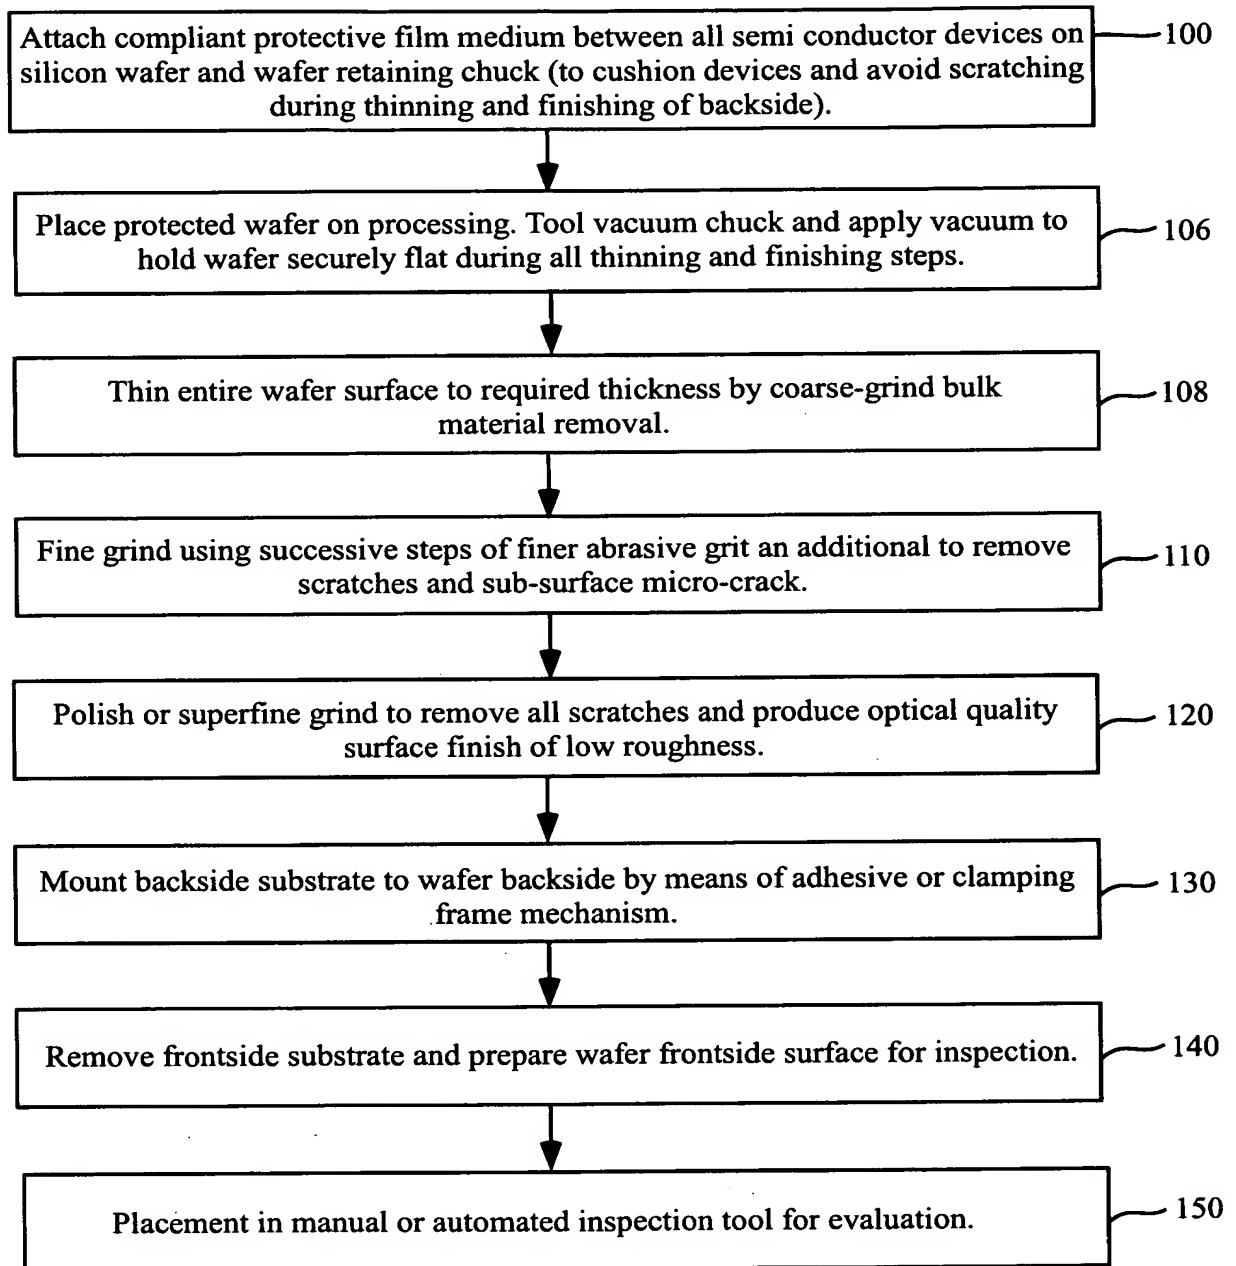 Attach compliant protective film medium between all semi conductor devices on
silicon wafer and wafer retaining chuck (to cushion devices and avoid scratching
during thinning and finishing of backside).
100
Place protected wafer on processing. Tool vacuum chuck and apply vacuum to
hold wafer securely flat during all thinning and finishing steps.
106
Thin entire wafer surface to required thickness by coarse-grind bulk
material removal.
108
Fine grind using successive steps of finer abrasive grit an additional to remove
scratches and sub-surface micro-crack.
110
Polish or superfine grind to remove all scratches and produce optical quality
surface finish of low roughness.
120
Mount backside substrate to wafer backside by means of adhesive or clamping
frame mechanism.
130
Remove frontside substrate and prepare wafer frontside surface for inspection.
140
Placement in manual or automated inspection tool for evaluation.
150